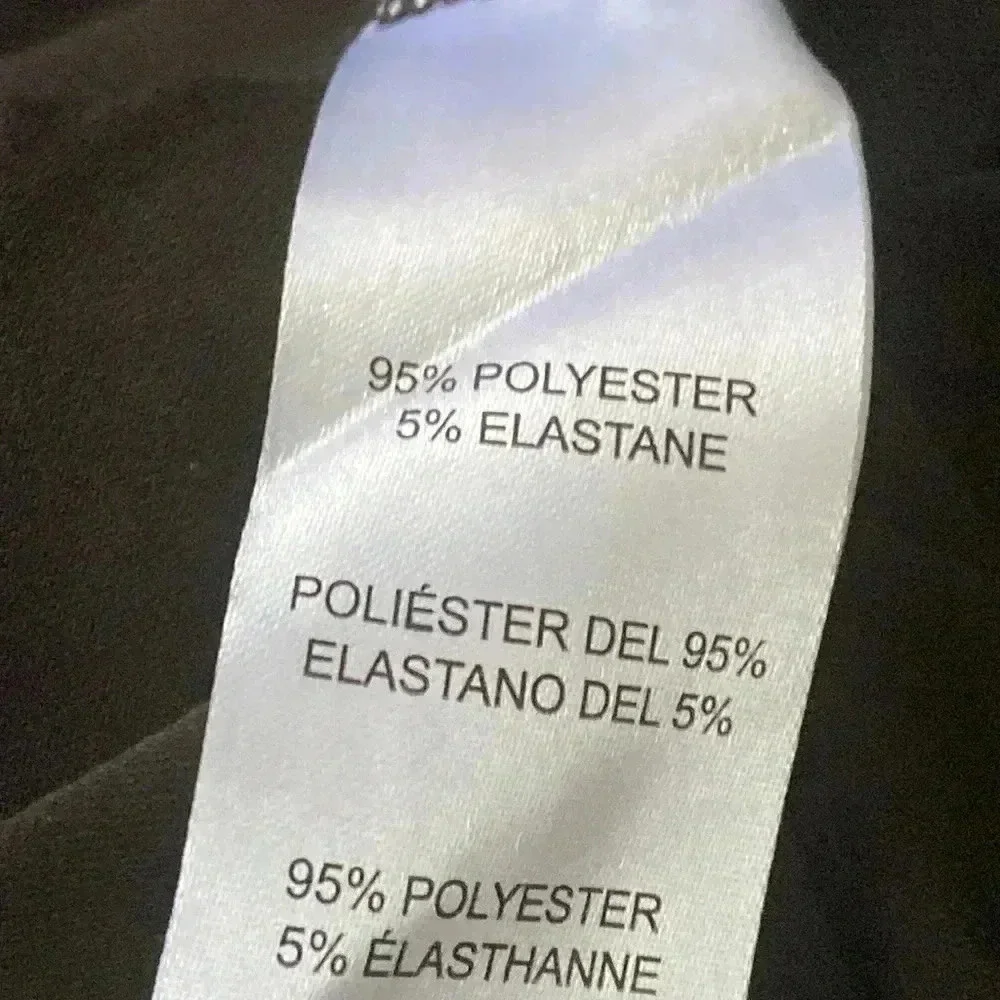 95% POLYESTER
5% ELASTANE
POLIÉSTER DEL 95%
ELASTANO DEL 5%
95% POLYESTER
5% ÉLASTHANNE